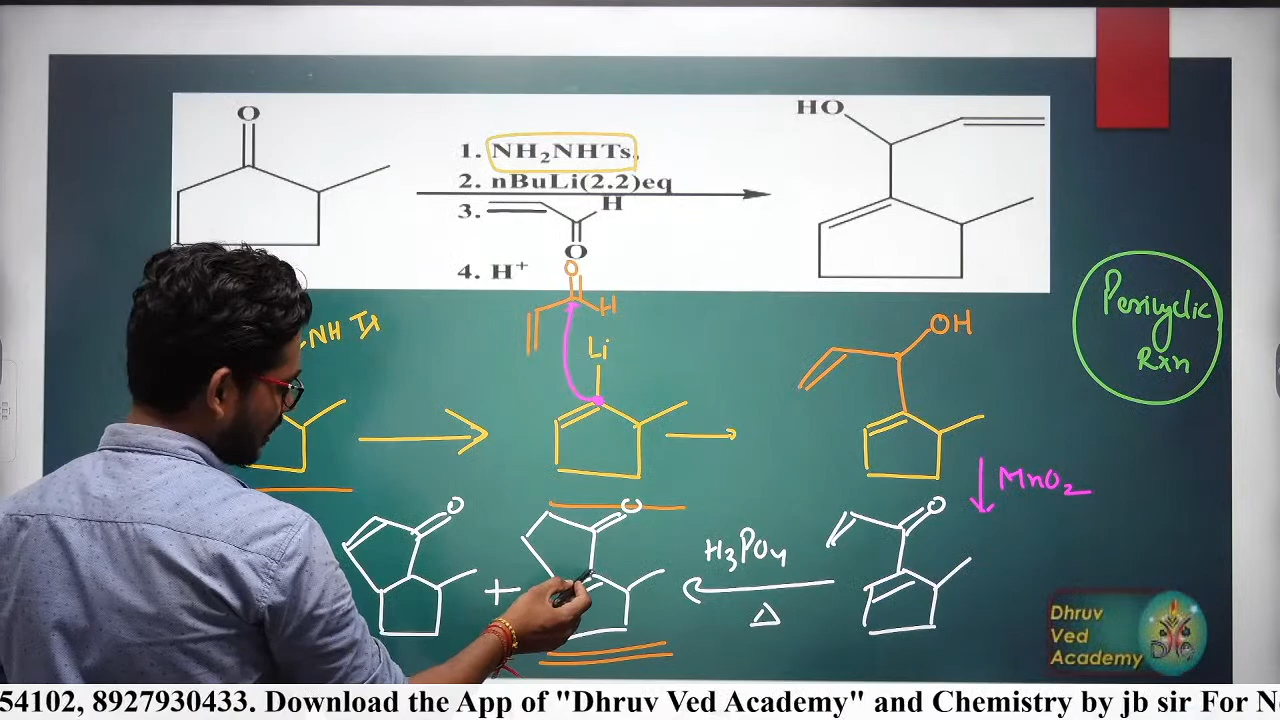 O
1. NH₂NHTs.
2. nBuLi(2.2)eq
3.
H
O
4. H⁺
HO
O
H
Li
NH Ts
OH
Pericyclic
Rxn
MnO₂
O
+
O
H₃PO₄
Δ
O
Dhruv
Ved
Academy
54102, 8927930433. Download the App of "Dhruv Ved Academy" and Chemistry by jb sir For N